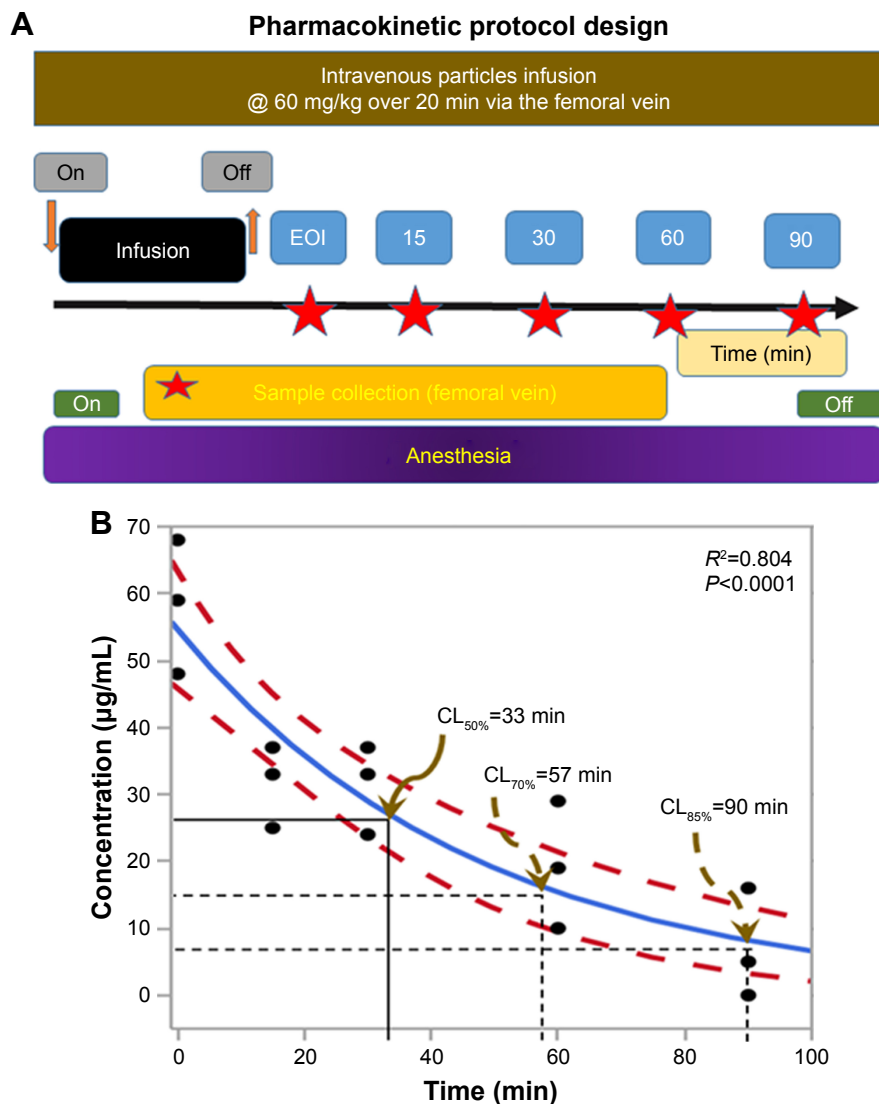 A
Pharmacokinetic protocol design
Intravenous particles infusion
@ 60 mg/kg over 20 min via the femoral vein
On
Off
Infusion
EOI
15
30
60
90
Time (min)
Sample collection (femoral vein)
On
Off
Anesthesia
B
70
60
50
40
30
20
10
0
Concentration (µg/mL)
R²=0.804
P<0.0001
CL50%=33 min
CL70%=57 min
CL85%=90 min
0
20
40
60
80
100
Time (min)